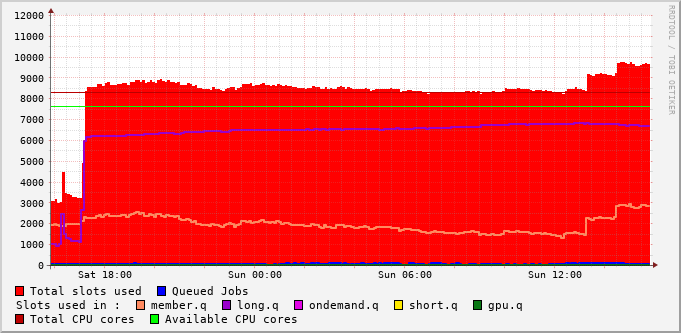 RRDTOOL / TOBI OETIKER
12000
11000
10000
9000
8000
7000
6000
5000
4000
3000
2000
1000
0
Sat 18:00 Sun 00:00 Sun 06:00 Sun 12:00
Total slots used Queued Jobs
Slots used in : member.q long.q ondemand.q short.q gpu.q
Total CPU cores Available CPU cores